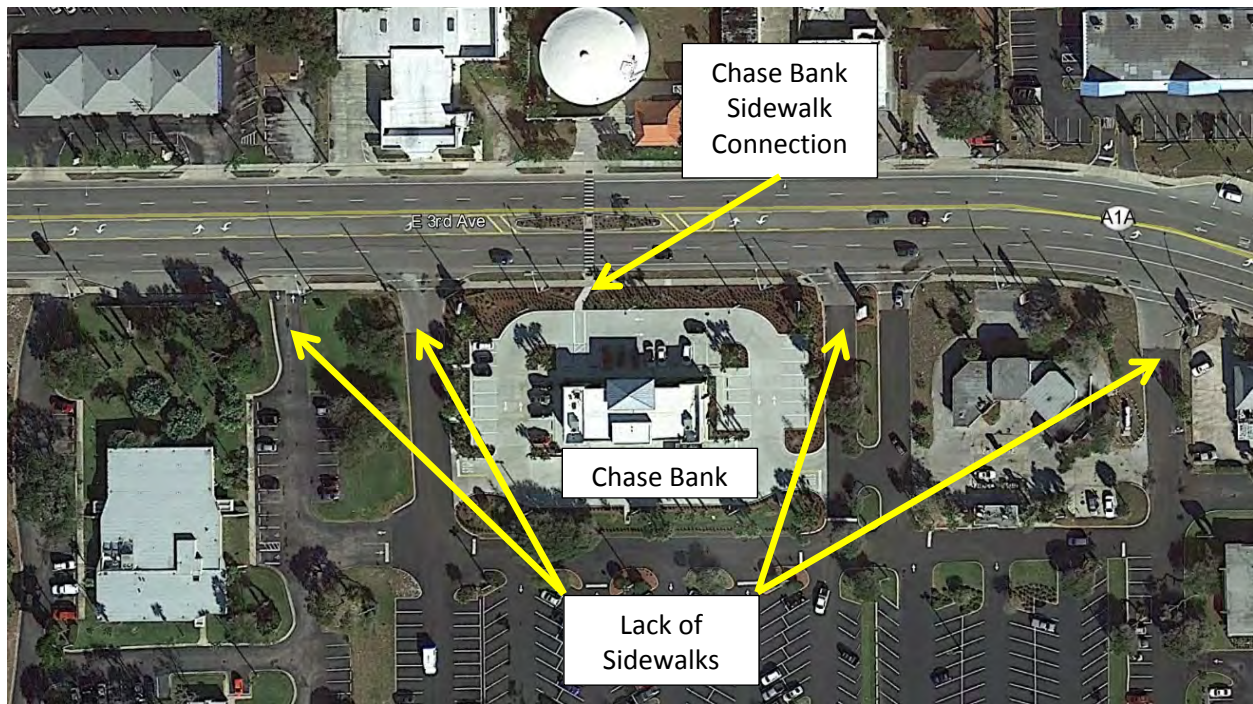 Chase Bank
Sidewalk
Connection
E 3rd Ave
A1A
Chase Bank
Lack of
Sidewalks